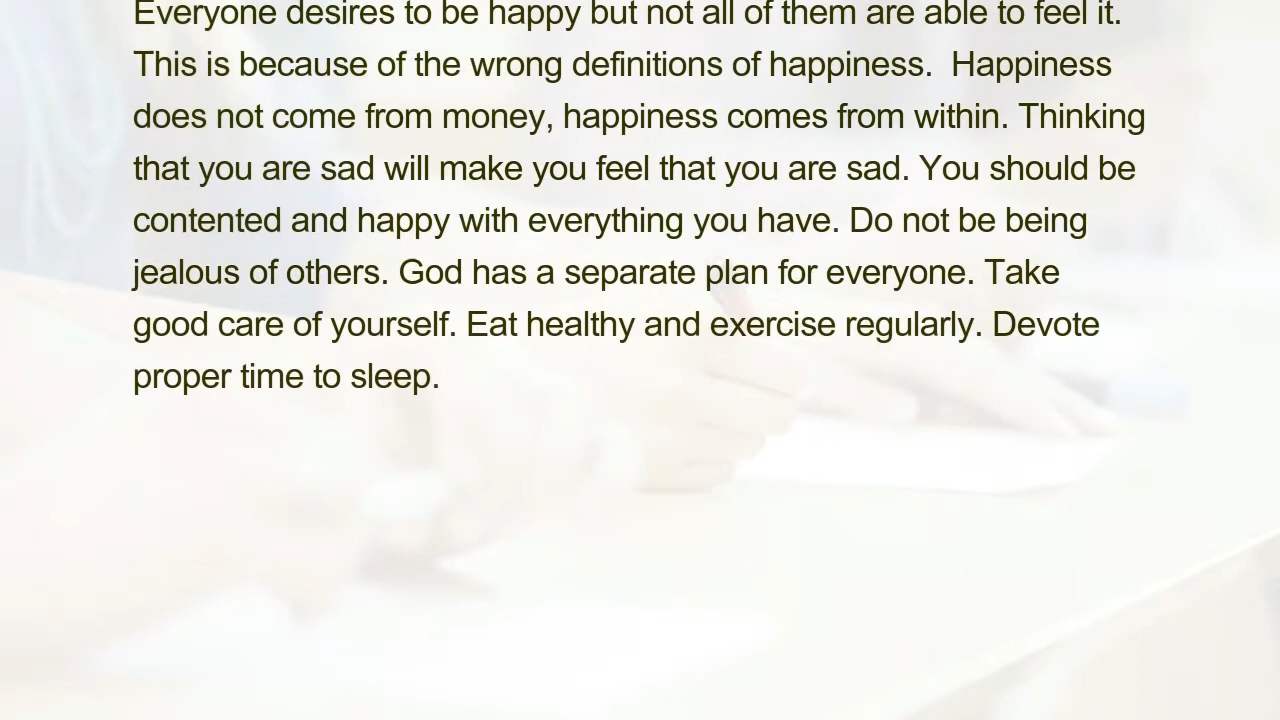 Everyone desires to be happy but not all of them are able to feel it.
This is because of the wrong definitions of happiness.  Happiness
does not come from money, happiness comes from within. Thinking
that you are sad will make you feel that you are sad. You should be
contented and happy with everything you have. Do not be being
jealous of others. God has a separate plan for everyone. Take
good care of yourself. Eat healthy and exercise regularly. Devote
proper time to sleep.